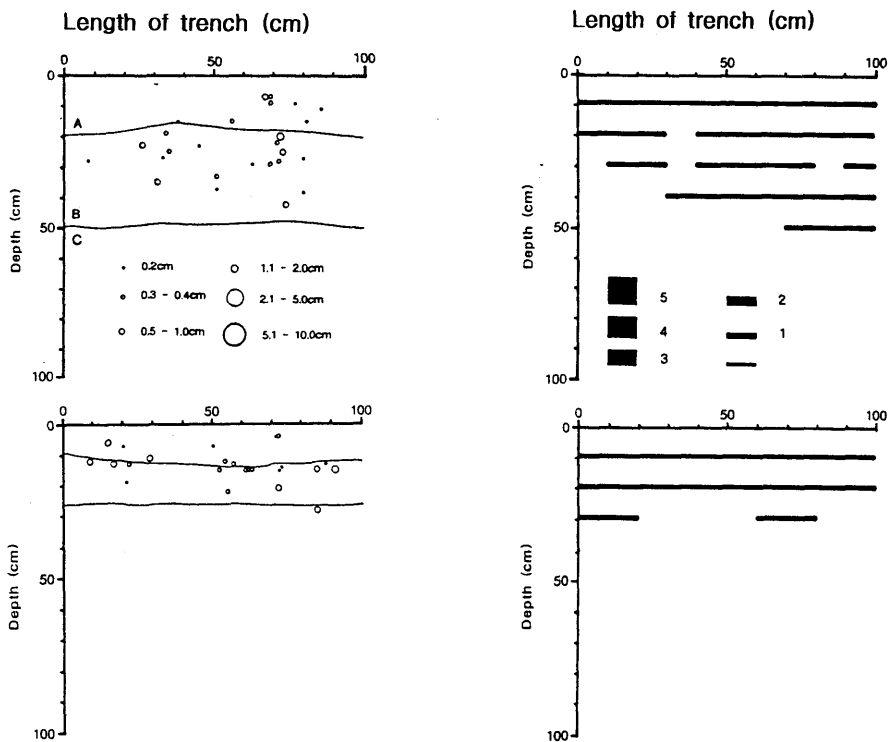 Length of trench (cm)
0 50 100
0
A
B
50
C
Depth (cm)
0.2cm
0.3 - 0.4cm
0.5 - 1.0cm
1.1 - 2.0cm
2.1 - 5.0cm
5.1 - 10.0cm
100
Length of trench (cm)
0 50 100
0
50
Depth (cm)
5
4
3
2
1
100
0 50 100
0
50
Depth (cm)
100
0 50 100
0
50
Depth (cm)
100